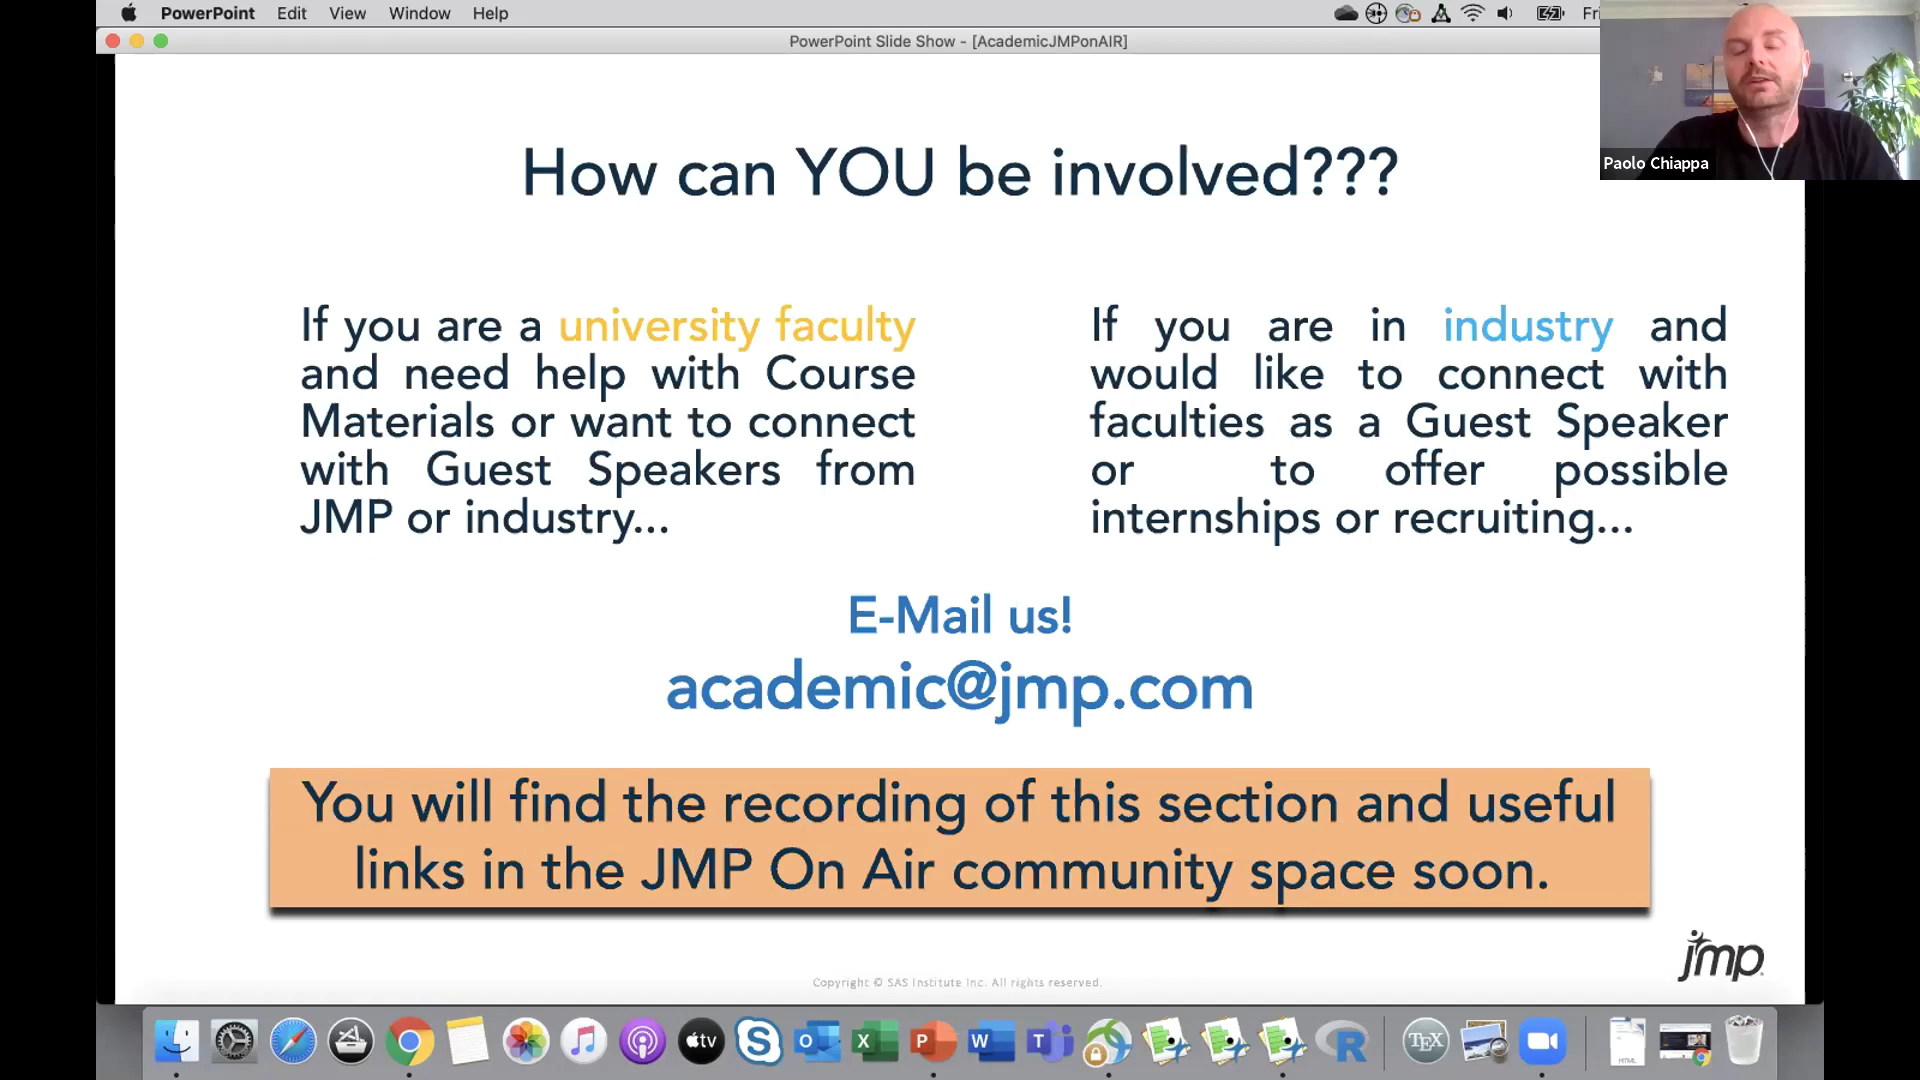 PowerPoint Edit View Window Help
PowerPoint Slide Show - [AcademicJMPonAIR]
Paolo Chiappa
How can YOU be involved???
If you are a university faculty
and need help with Course
Materials or want to connect
with Guest Speakers from
JMP or industry...
If you are in industry and
would like to connect with
faculties as a Guest Speaker
or to offer possible
internships or recruiting...
E-Mail us!
academic@jmp.com
You will find the recording of this section and useful
links in the JMP On Air community space soon.
jmp
Copyright © SAS Institute Inc. All rights reserved.
tv
S
O
X
P
W
T
R
TEX
HTML